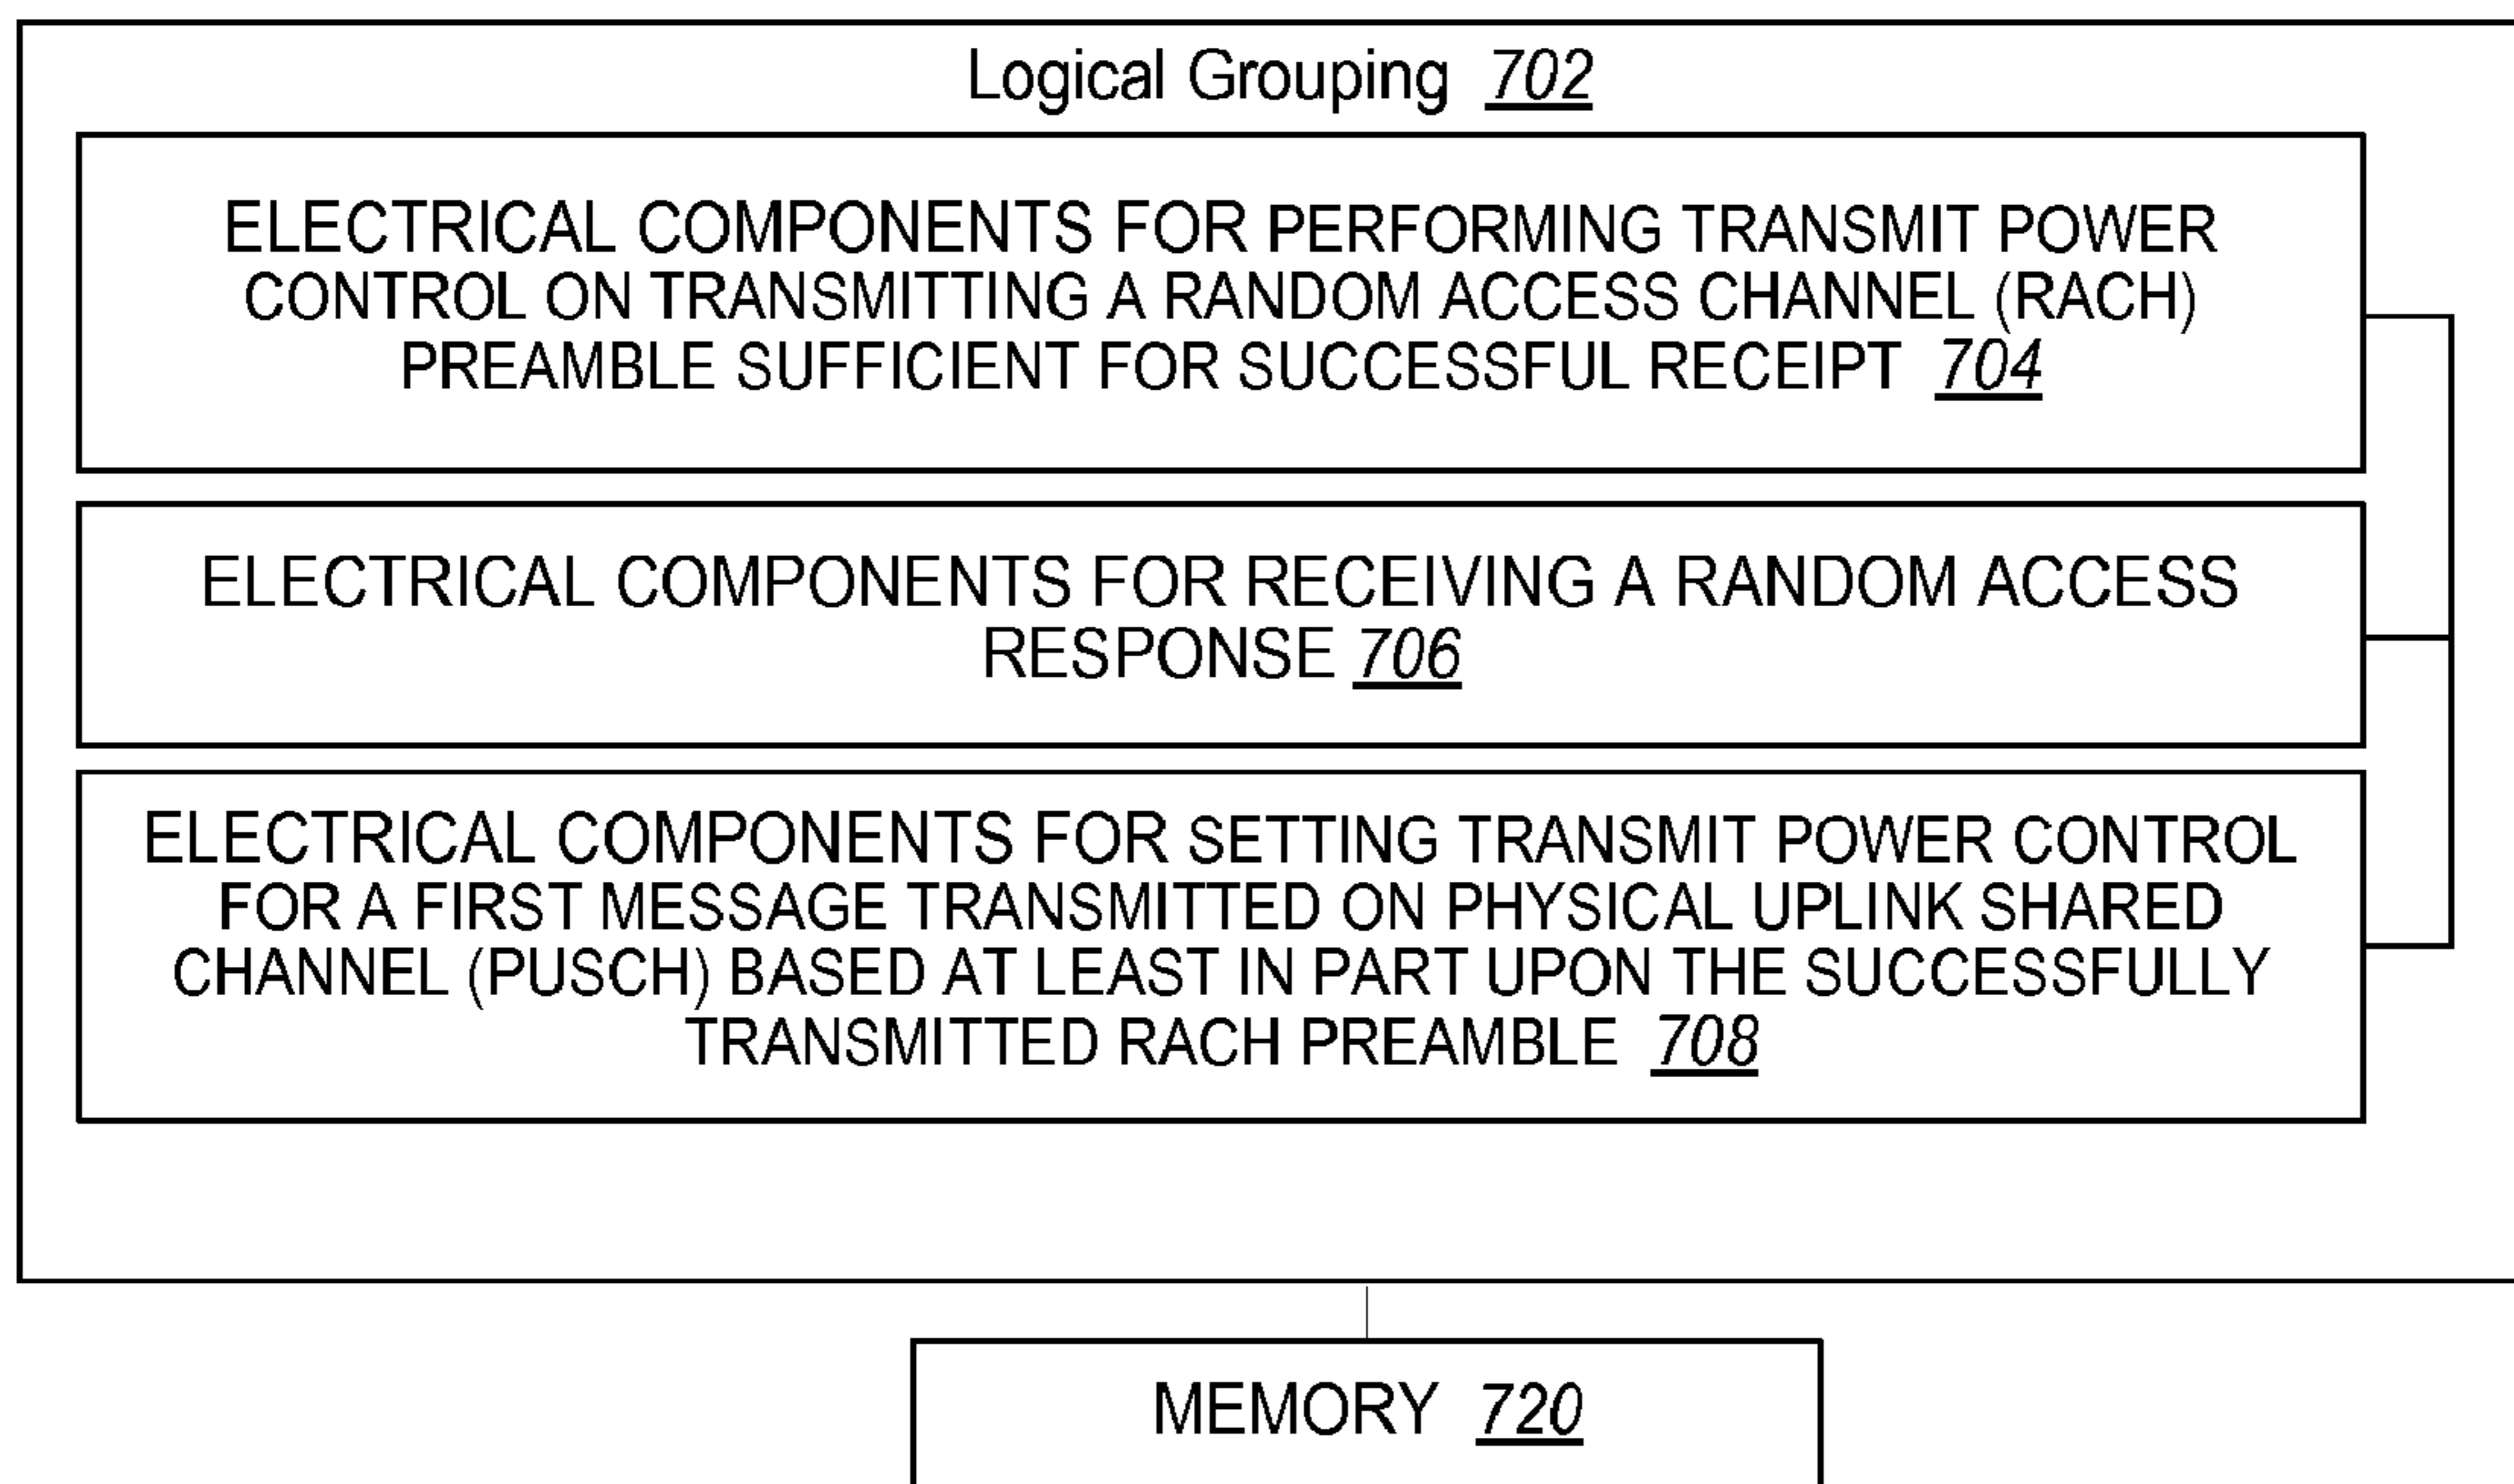 Logical Grouping 702
ELECTRICAL COMPONENTS FOR PERFORMING TRANSMIT POWER
CONTROL ON TRANSMITTING A RANDOM ACCESS CHANNEL (RACH)
PREAMBLE SUFFICIENT FOR SUCCESSFUL RECEIPT 704
ELECTRICAL COMPONENTS FOR RECEIVING A RANDOM ACCESS
RESPONSE 706
ELECTRICAL COMPONENTS FOR SETTING TRANSMIT POWER CONTROL
FOR A FIRST MESSAGE TRANSMITTED ON PHYSICAL UPLINK SHARED
CHANNEL (PUSCH) BASED AT LEAST IN PART UPON THE SUCCESSFULLY
TRANSMITTED RACH PREAMBLE 708
MEMORY 720